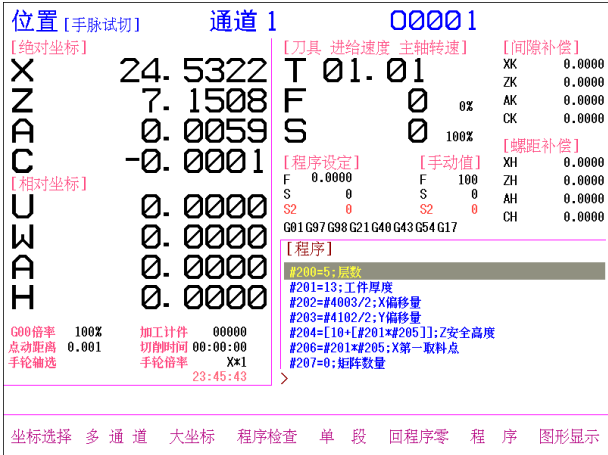 位置[手脉试切] 通道 1 O0001
[绝对坐标]
X 24.5322
Z 7.1508
A 0.0059
C -0.0001
[相对坐标]
U 0.0000
W 0.0000
A 0.0000
H 0.0000
G00倍率 100% 加工计件 00000
点动距离 0.001 切削时间 00:00:00
手轮轴选 手轮倍率 X*1
23:45:43
[刀具 进给速度 主轴转速]
T 01.01
F 0 0%
S 0 100%
[程序设定] [手动值]
F 0.0000 F 100
S 0 S 0
S2 0 S2 0
G01 G97 G98 G21 G40 G43 G54 G17
[间隙补偿]
XK 0.0000
ZK 0.0000
AK 0.0000
CK 0.0000
[螺距补偿]
XH 0.0000
ZH 0.0000
AH 0.0000
CH 0.0000
[程序]
#200=5;层数
#201=13;工件厚度
#202=#4003/2;X偏移量
#203=#4102/2;Y偏移量
#204=[10+[#201*#205]];Z安全高度
#206=#201*#205;X第一取料点
#207=0;矩阵数量
>
坐标选择 多 通 道 大坐标 程序检查 单 段 回程序零 程 序 图形显示